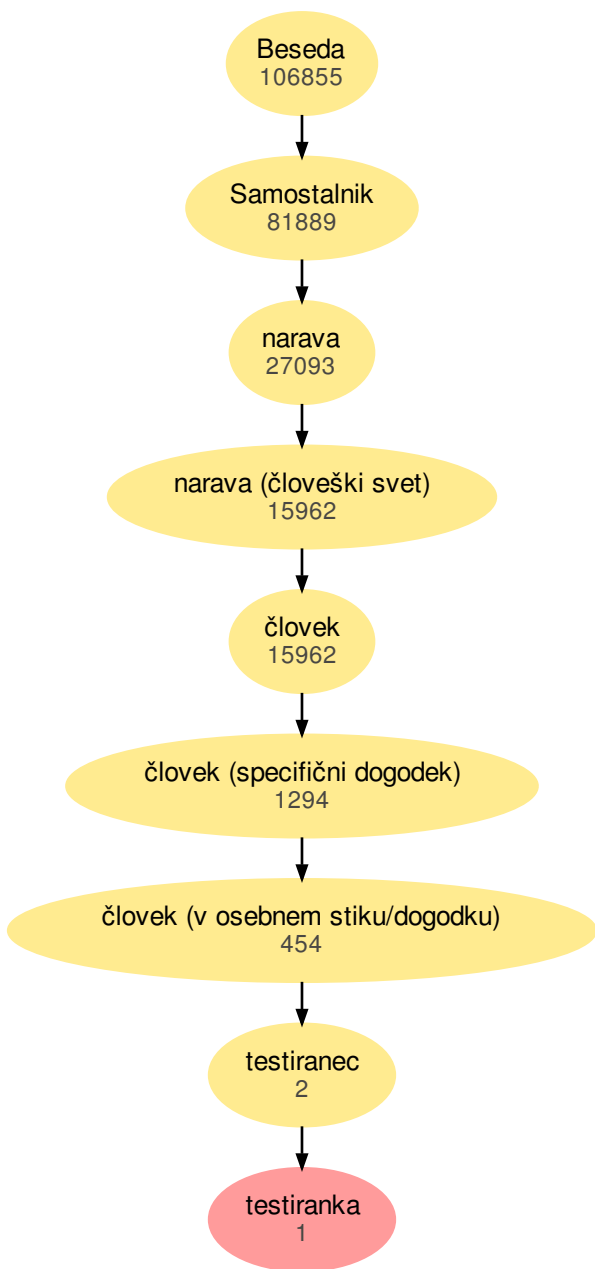 Beseda
106855
Samostalnik
81889
narava
27093
narava (človeški svet)
15962
človek
15962
človek (specifični dogodek)
1294
človek (v osebnem stiku/dogodku)
454
testiranec
2
testiranka
1